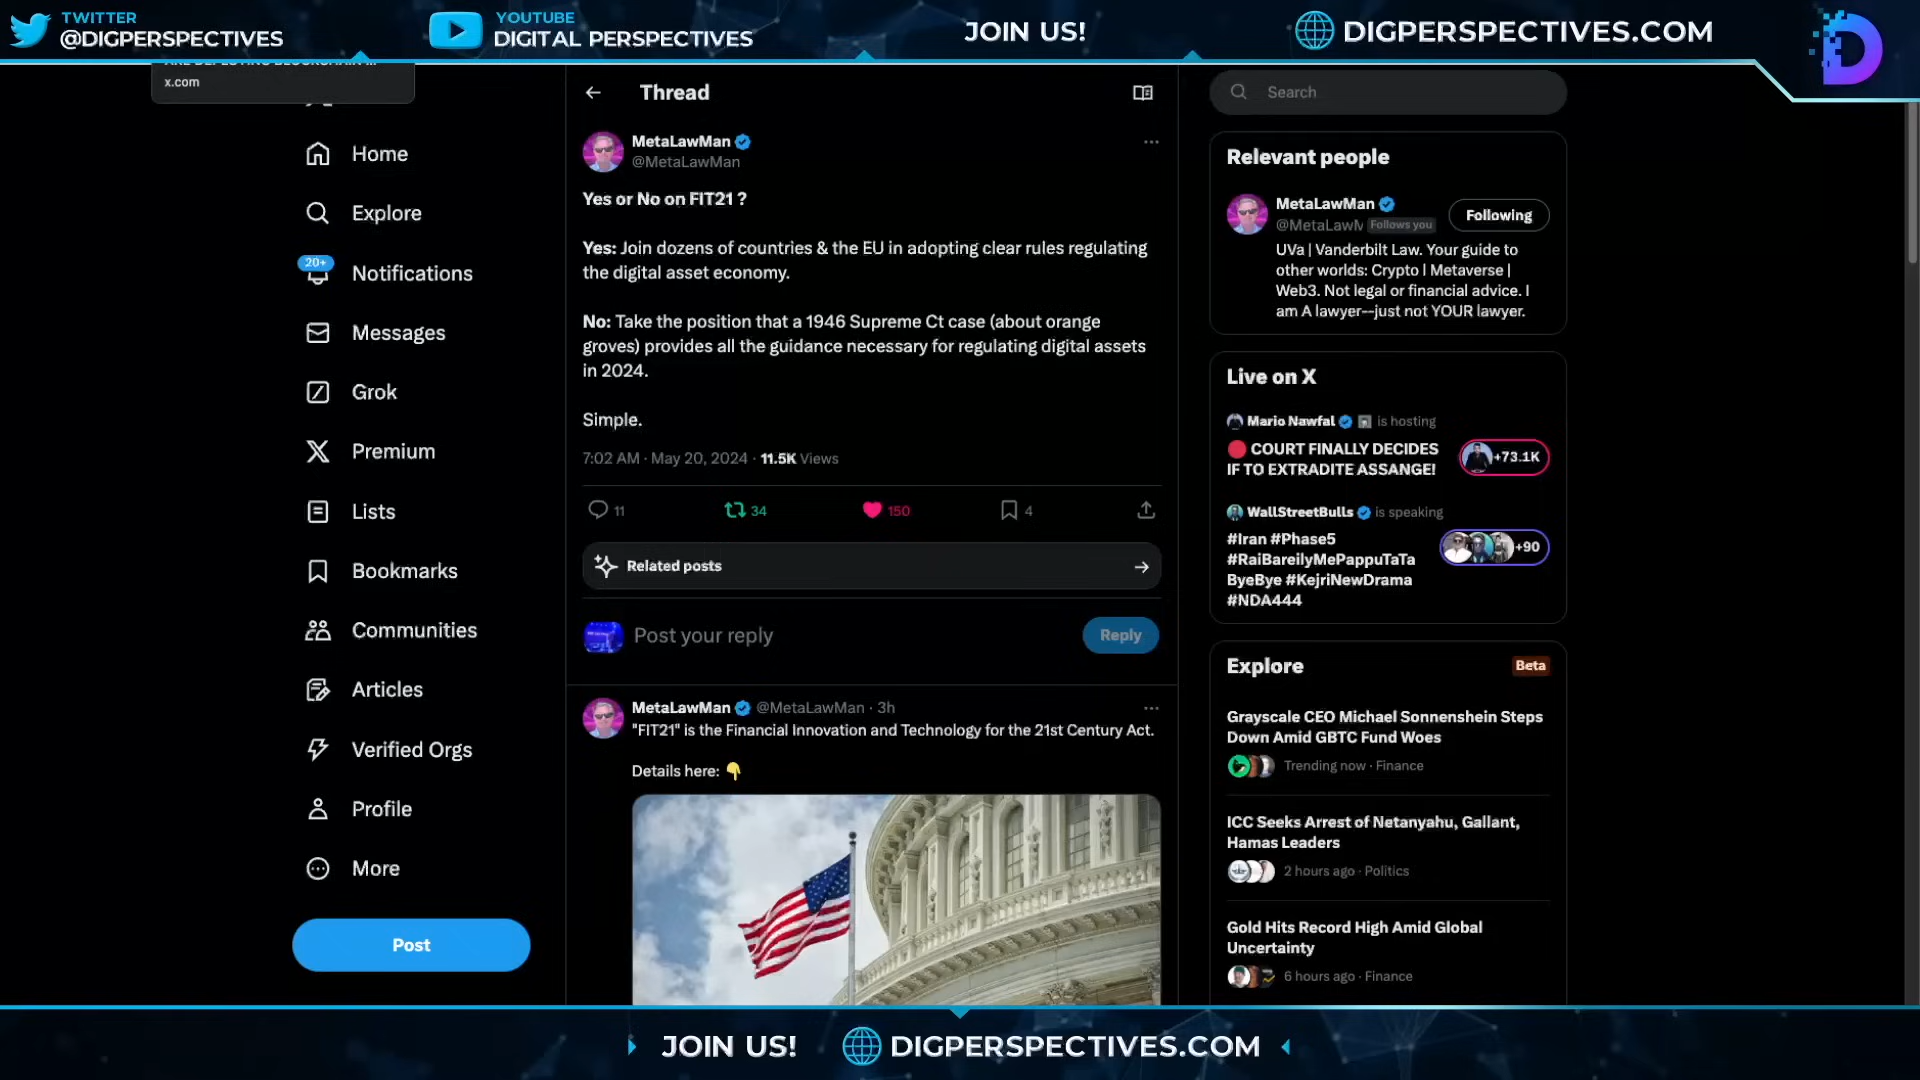 TWITTER
@DIGPERSPECTIVES
YOUTUBE
DIGITAL PERSPECTIVES
JOIN US!
DIGPERSPECTIVES.COM
x.com
Home
Explore
20+
Notifications
Messages
Grok
Premium
Lists
Bookmarks
Communities
Articles
Verified Orgs
Profile
More
Post
Thread
MetaLawMan
@MetaLawMan
Yes or No on FIT21 ?
Yes: Join dozens of countries & the EU in adopting clear rules regulating
the digital asset economy.
No: Take the position that a 1946 Supreme Ct case (about orange
groves) provides all the guidance necessary for regulating digital assets
in 2024.
Simple.
7:02 AM · May 20, 2024 · 11.5K Views
11
34
150
4
Related posts
Post your reply
Reply
MetaLawMan @MetaLawMan · 3h
"FIT21" is the Financial Innovation and Technology for the 21st Century Act.
Details here:
Search
Relevant people
MetaLawMan
@MetaLawM Follows you
Following
UVa | Vanderbilt Law. Your guide to
other worlds: Crypto | Metaverse |
Web3. Not legal or financial advice. I
am A lawyer--just not YOUR lawyer.
Live on X
Mario Nawfal is hosting
COURT FINALLY DECIDES
IF TO EXTRADITE ASSANGE!
+73.1K
WallStreetBulls is speaking
#Iran #Phase5
#RaiBareilyMePappuTaTa
ByeBye #KejriNewDrama
#NDA444
+90
Explore
Beta
Grayscale CEO Michael Sonnenshein Steps
Down Amid GBTC Fund Woes
Trending now · Finance
ICC Seeks Arrest of Netanyahu, Gallant,
Hamas Leaders
2 hours ago · Politics
Gold Hits Record High Amid Global
Uncertainty
6 hours ago · Finance
JOIN US!
DIGPERSPECTIVES.COM